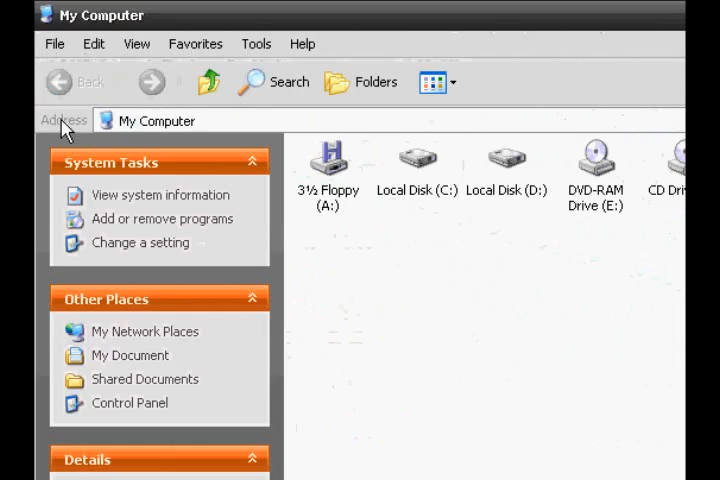 My Computer
File Edit View Favorites Tools Help
Back Search Folders
Address My Computer
System Tasks
View system information
Add or remove programs
Change a setting
Other Places
My Network Places
My Document
Shared Documents
Control Panel
Details
3½ Floppy
(A:)
Local Disk (C:)
Local Disk (D:)
DVD-RAM
Drive (E:)
CD